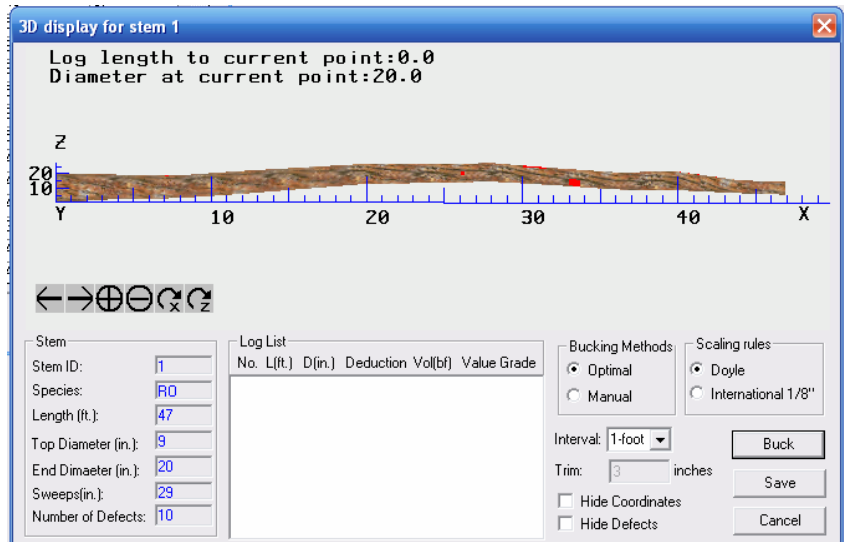 3D display for stem 1
Log length to current point:0.0
Diameter at current point:20.0
Z
20
10
Y
10
20
30
40
X
X
Z
Stem
Stem ID: 1
Species: RO
Length (ft.): 47
Top Diameter (in.): 9
End Dimaeter (in.): 20
Sweeps(in.): 29
Number of Defects: 10
Log List
No. L(ft.) D(in.) Deduction Vol(bf) Value Grade
Bucking Methods
Optimal
Manual
Scaling rules
Doyle
International 1/8"
Interval: 1-foot
Trim: 3 inches
Hide Coordinates
Hide Defects
Buck
Save
Cancel